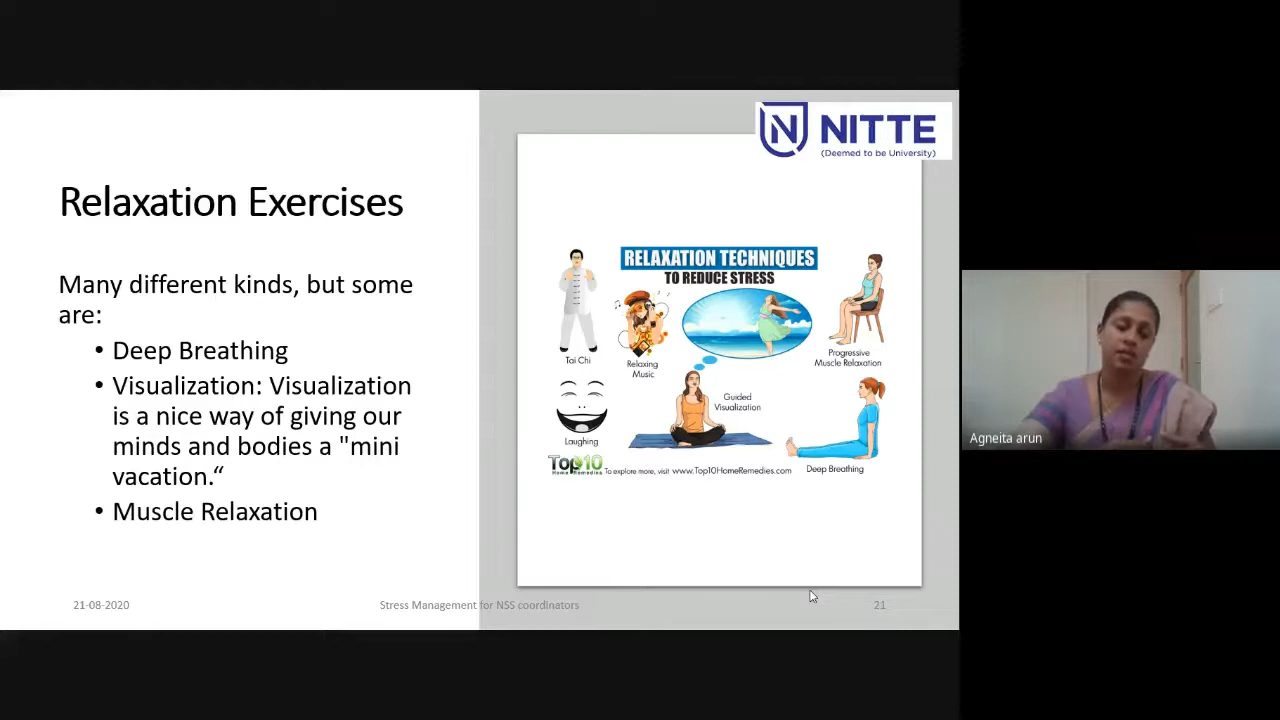 NITTE
(Deemed to be University)
Relaxation Exercises
Many different kinds, but some
are:
• Deep Breathing
• Visualization: Visualization
is a nice way of giving our
minds and bodies a "mini
vacation.“
• Muscle Relaxation
RELAXATION TECHNIQUES
TO REDUCE STRESS
Tai Chi
Relaxing
Music
Progressive
Muscle Relaxation
Guided
Visualization
Laughing
Deep Breathing
Top10
Home Remedies
To explore more, visit www.Top10HomeRemedies.com
21-08-2020
Stress Management for NSS coordinators
21
Agneita arun